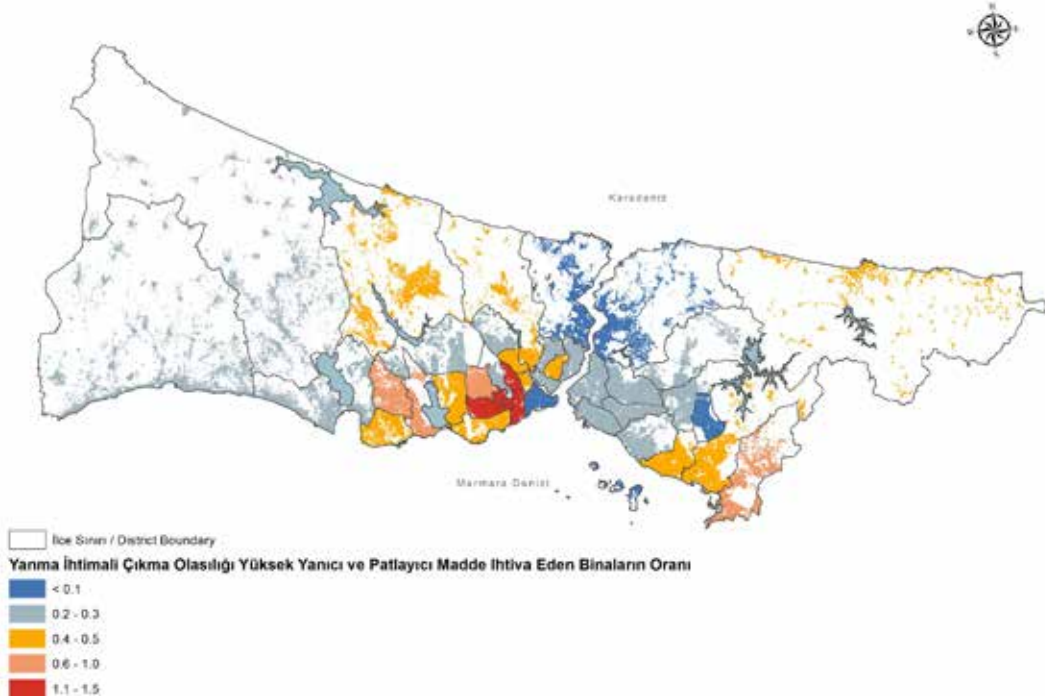 Karadeniz
Marmara Denizi
İlçe Sınırı / District Boundary
Yanma İhtimali Çıkma Olasılığı Yüksek Yanıcı ve Patlayıcı Madde Ihtiva Eden Binaların Oranı
< 0.1
0.2 - 0.3
0.4 - 0.5
0.6 - 1.0
1.1 - 1.5